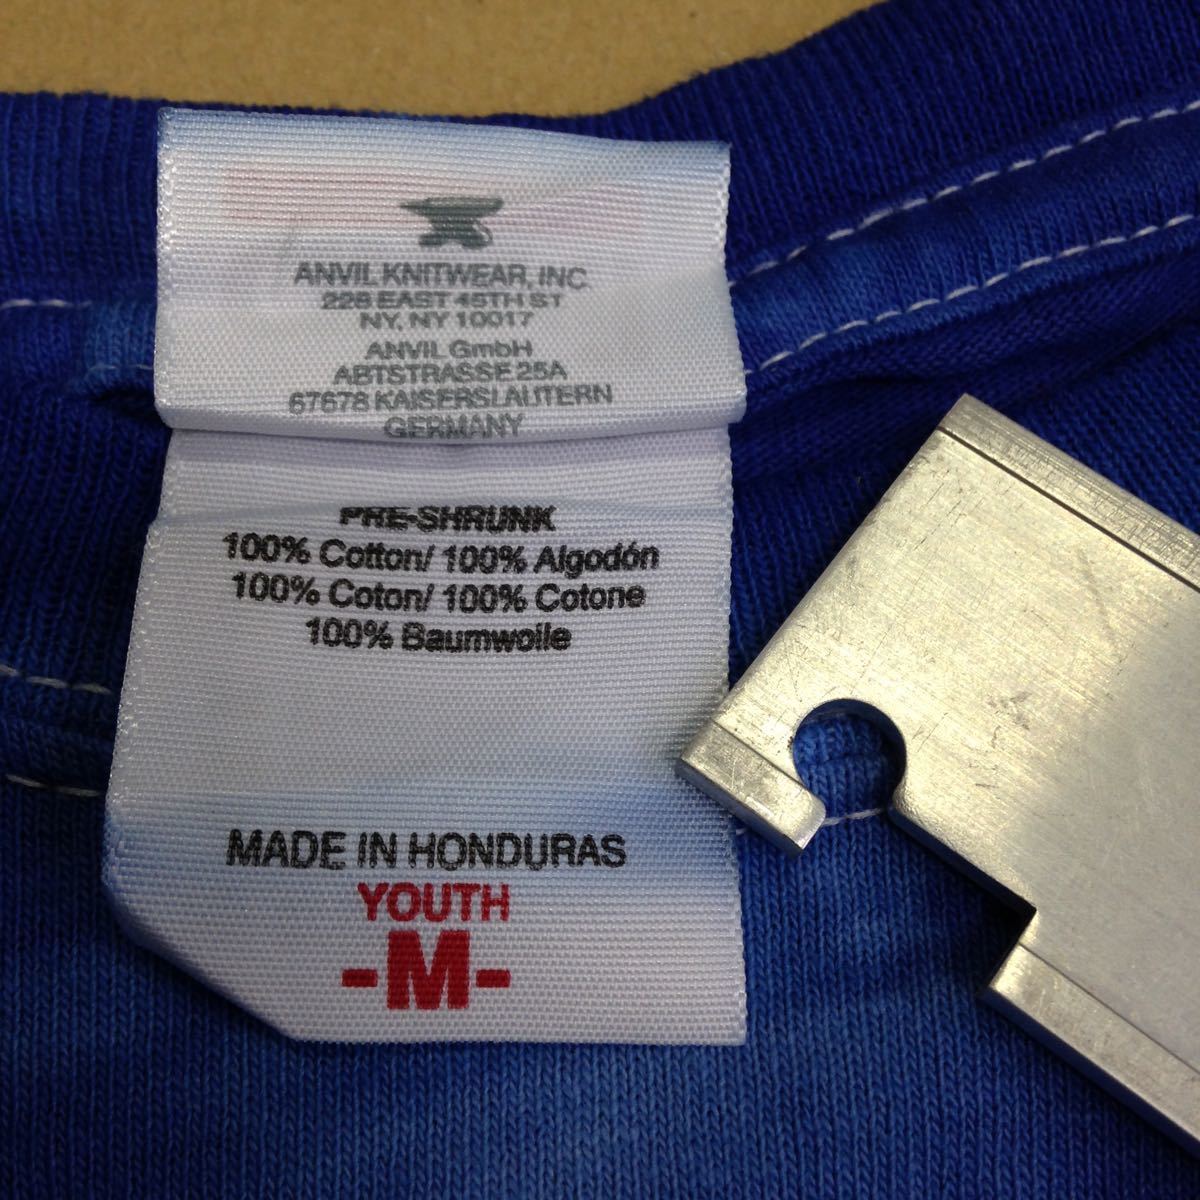 ANVIL KNITWEAR, INC
228 EAST 45TH ST
NY, NY 10017
ANVIL GmbH
ABTSTRASSE 25A
67678 KAISERSLAUTERN
GERMANY
PRE-SHRUNK
100% Cotton/ 100% Algodón
100% Coton/ 100% Cotone
100% Baumwolle
MADE IN HONDURAS
YOUTH
-M-